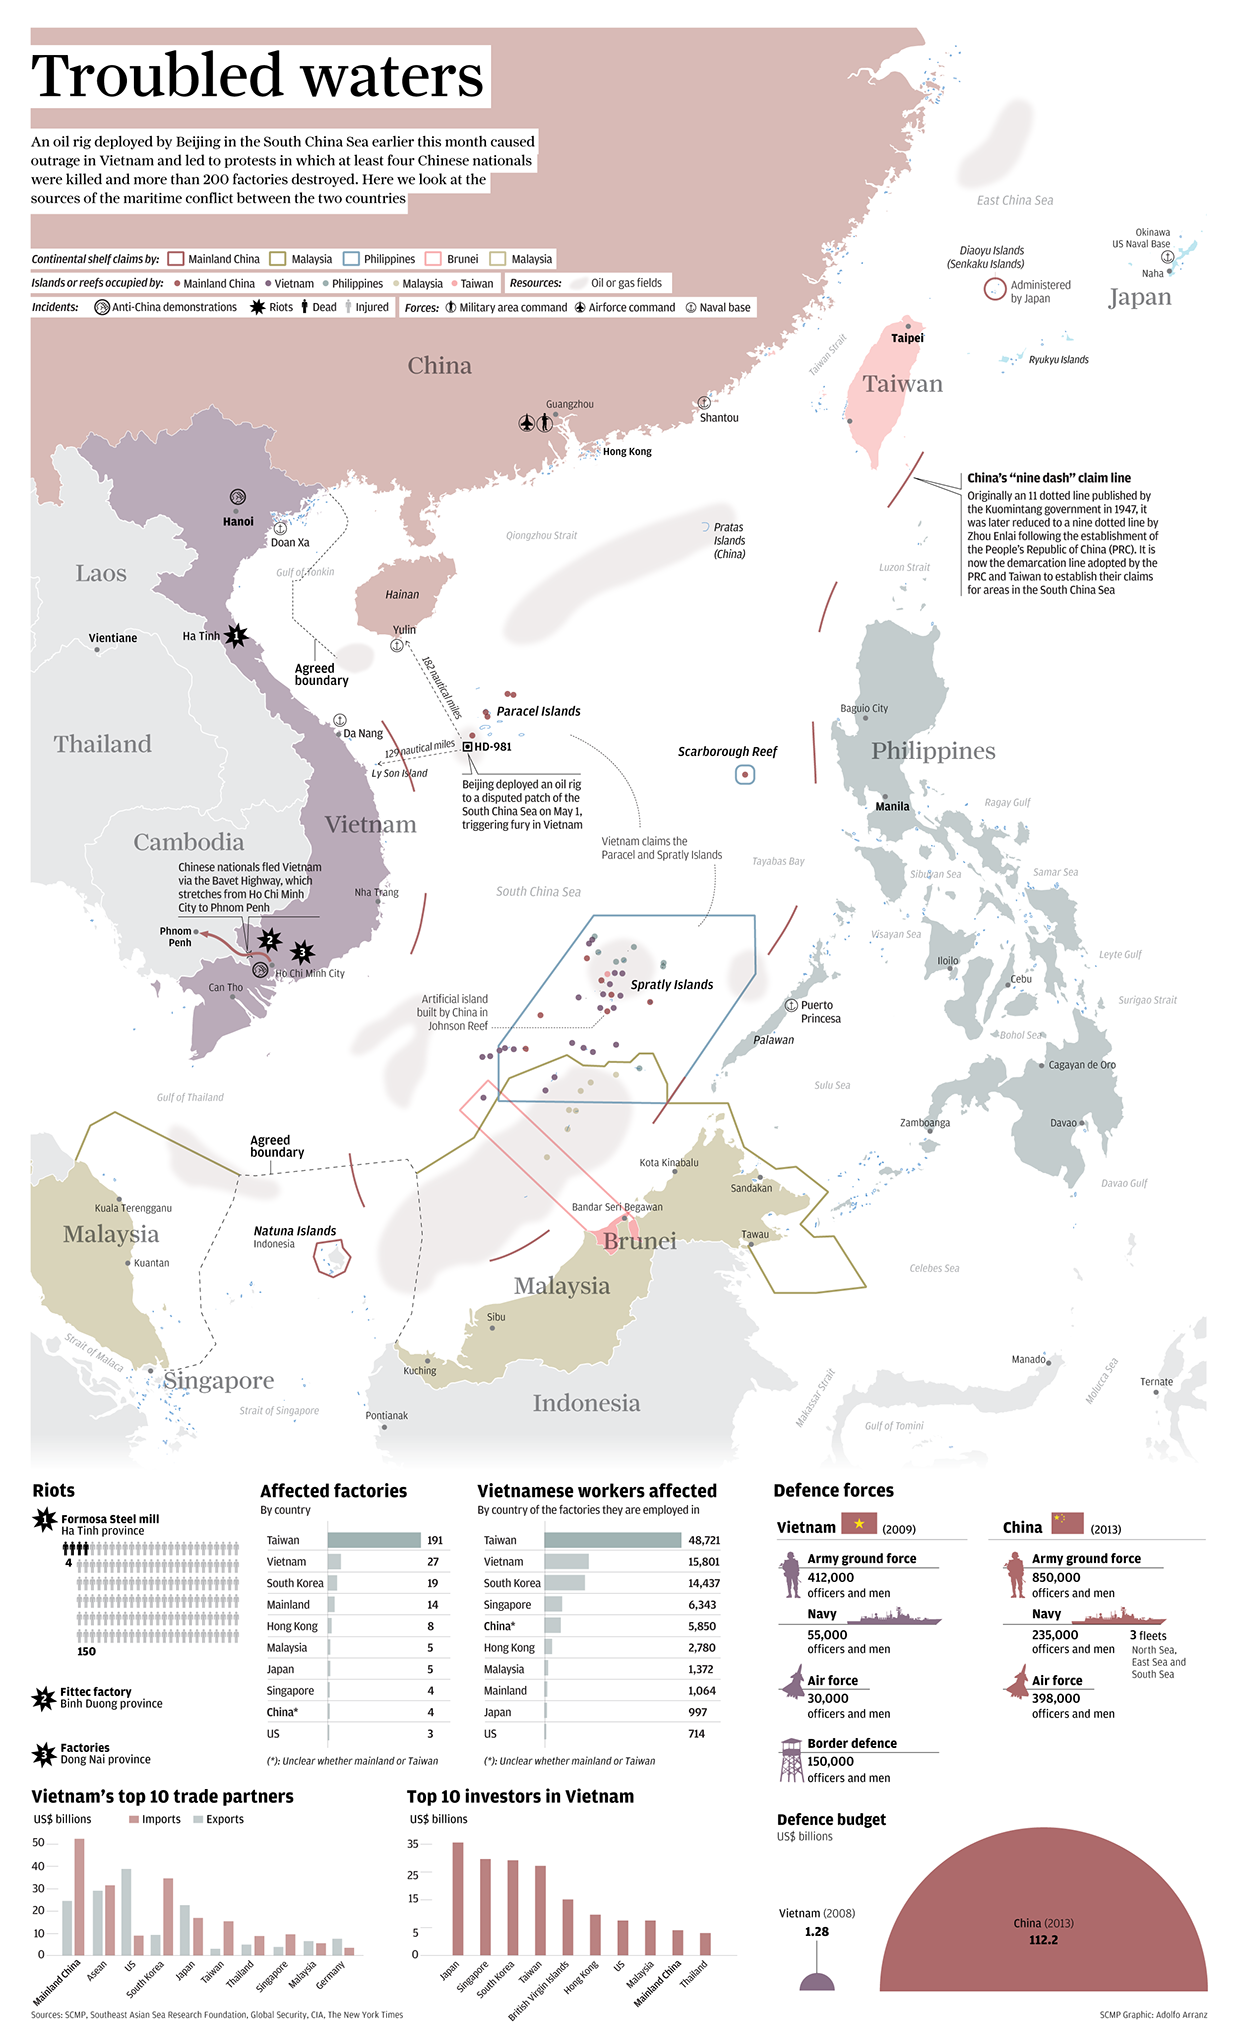 Troubled waters
An oil rig deployed by Beijing in the South China Sea earlier this month caused
outrage in Vietnam and led to protests in which at least four Chinese nationals
were killed and more than 200 factories destroyed. Here we look at the
sources of the maritime conflict between the two countries
Continental shelf claims by: Mainland China Malaysia Philippines Brunei Malaysia
Islands or reefs occupied by: Mainland China Vietnam Philippines Malaysia Taiwan Resources: Oil or gas fields
Incidents: Anti-China demonstrations Riots Dead Injured Forces: Military area command Airforce command Naval base
East China Sea
Okinawa
US Naval Base
Naha
Japan
Diaoyu Islands
(Senkaku Islands)
Administered
by Japan
Ryukyu Islands
Taiwan Strait
Taipei
Taiwan
China
Guangzhou
Shantou
Hong Kong
China's “nine dash” claim line
Originally an 11 dotted line published by
the Kuomintang government in 1947, it
was later reduced to a nine dotted line by
Zhou Enlai following the establishment of
the People's Republic of China (PRC). It is
now the demarcation line adopted by the
PRC and Taiwan to establish their claims
for areas in the South China Sea
Hanoi
Doan Xa
Qiongzhou Strait
Pratas
Islands
(China)
Luzon Strait
Laos
Gulf of Tonkin
Hainan
Vientiane
Ha Tinh
1
Yulin
Agreed
boundary
182 nautical miles
Paracel Islands
Baguio City
Thailand
Da Nang
129 nautical miles
HD-981
Ly Son Island
Scarborough Reef
Philippines
Beijing deployed an oil rig
to a disputed patch of the
South China Sea on May 1,
triggering fury in Vietnam
Manila
Ragay Gulf
Vietnam
Cambodia
Vietnam claims the
Paracel and Spratly Islands
Tayabas Bay
Sibuyan Sea
Samar Sea
Chinese nationals fled Vietnam
via the Bavet Highway, which
stretches from Ho Chi Minh
City to Phnom Penh
Nha Trang
South China Sea
Phnom
Penh
2
3
Ho Chi Minh City
Visayan Sea
Leyte Gulf
Iloilo
Cebu
Can Tho
Spratly Islands
Surigao Strait
Artificial island
built by China in
Johnson Reef
Puerto
Princesa
Palawan
Bohol Sea
Cagayan de Oro
Gulf of Thailand
Sulu Sea
Zamboanga
Davao
Agreed
boundary
Kota Kinabalu
Sandakan
Davao Gulf
Kuala Terengganu
Malaysia
Natuna Islands
Indonesia
Bandar Seri Begawan
Brunei
Tawau
Kuantan
Malaysia
Celebes Sea
Sibu
Strait of Malaca
Singapore
Kuching
Manado
Makassar Strait
Molucca Sea
Ternate
Strait of Singapore
Pontianak
Indonesia
Gulf of Tomini
Riots
1
Formosa Steel mill
Ha Tinh province
4
150
2
Fittec factory
Binh Duong province
3
Factories
Dong Nai province
Affected factories
By country
Taiwan 191
Vietnam 27
South Korea 19
Mainland 14
Hong Kong 8
Malaysia 5
Japan 5
Singapore 4
China* 4
US 3
(*): Unclear whether mainland or Taiwan
Vietnamese workers affected
By country of the factories they are employed in
Taiwan 48,721
Vietnam 15,801
South Korea 14,437
Singapore 6,343
China* 5,850
Hong Kong 2,780
Malaysia 1,372
Mainland 1,064
Japan 997
US 714
(*): Unclear whether mainland or Taiwan
Defence forces
Vietnam (2009)
Army ground force
412,000
officers and men
Navy
55,000
officers and men
Air force
30,000
officers and men
Border defence
150,000
officers and men
China (2013)
Army ground force
850,000
officers and men
Navy
235,000
officers and men
3 fleets
North Sea,
East Sea and
South Sea
Air force
398,000
officers and men
Vietnam's top 10 trade partners
US$ billions Imports Exports
50
40
30
20
10
0
Mainland China
Asean
US
South Korea
Japan
Taiwan
Thailand
Singapore
Malaysia
Germany
Top 10 investors in Vietnam
US$ billions
35
25
15
5
0
Japan
Singapore
South Korea
Taiwan
British Virgin Islands
Hong Kong
US
Malaysia
Mainland China
Thailand
Defence budget
US$ billions
Vietnam (2008)
1.28
China (2013)
112.2
Sources: SCMP, Southeast Asian Sea Research Foundation, Global Security, CIA, The New York Times
SCMP Graphic: Adolfo Arranz